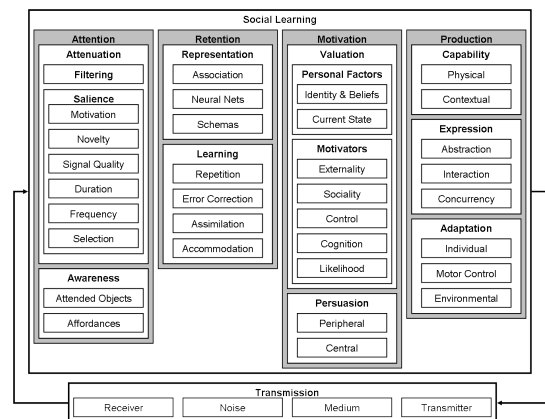 Social Learning
Attention
Attenuation
Filtering
Salience
Motivation
Novelty
Signal Quality
Duration
Frequency
Selection
Awareness
Attended Objects
Affordances
Retention
Representation
Association
Neural Nets
Schemas
Learning
Repetition
Error Correction
Assimilation
Accommodation
Motivation
Valuation
Personal Factors
Identity & Beliefs
Current State
Motivators
Externality
Sociality
Control
Cognition
Likelihood
Persuasion
Peripheral
Central
Production
Capability
Physical
Contextual
Expression
Abstraction
Interaction
Concurrency
Adaptation
Individual
Motor Control
Environmental
Transmission
Receiver
Noise
Medium
Transmitter